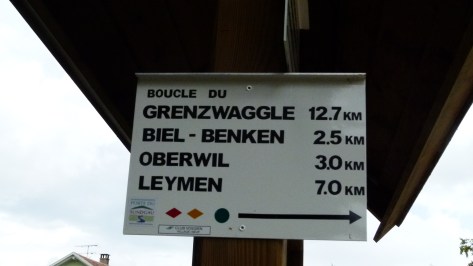 BOUCLE DU
GRENZWAGGLE 12.7 KM
BIEL - BENKEN 2.5 KM
OBERWIL 3.0 KM
LEYMEN 7.0 KM